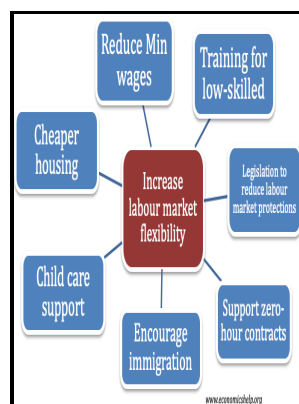 Reduce Min
wages
Training for
low-skilled
Cheaper
housing
Increase
labour market
flexibility
Legislation to
reduce labour
market protections
Child care
support
Support zero-
hour contracts
Encourage
immigration
www.economicshelp.org